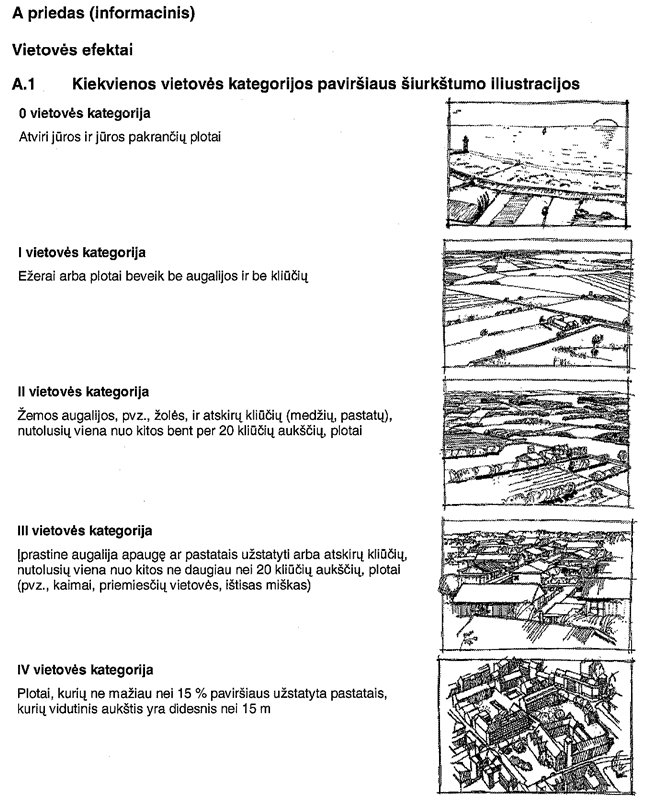 A priedas (informacinis)
Vietovės efektai
A.1 Kiekvienos vietovės kategorijos paviršiaus šiurkštumo iliustracijos
0 vietovės kategorija
Atviri jūros ir jūros pakrančių plotai
I vietovės kategorija
Ežerai arba plotai beveik be augalijos ir be kliūčių
II vietovės kategorija
Žemos augalijos, pvz., žolės, ir atskirų kliūčių (medžių, pastatų),
nutolusių viena nuo kitos bent per 20 kliūčių aukščių, plotai
III vietovės kategorija
Įprastine augalija apaugę ar pastatais užstatyti arba atskirų kliūčių,
nutolusių viena nuo kitos ne daugiau nei 20 kliūčių aukščių, plotai
(pvz., kaimai, priemiesčių vietovės, ištisas miškas)
IV vietovės kategorija
Plotai, kurių ne mažiau nei 15 % paviršiaus užstatyta pastatais,
kurių vidutinis aukštis yra didesnis nei 15 m